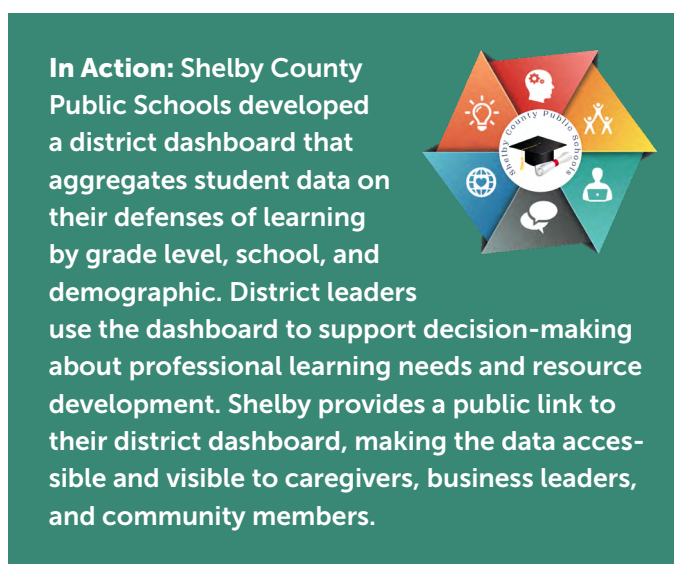 In Action: Shelby County
Public Schools developed
a district dashboard that
aggregates student data on
their defenses of learning
by grade level, school, and
demographic. District leaders
use the dashboard to support decision-making
about professional learning needs and resource
development. Shelby provides a public link to
their district dashboard, making the data acces-
sible and visible to caregivers, business leaders,
and community members.
Shelby County Public Schools